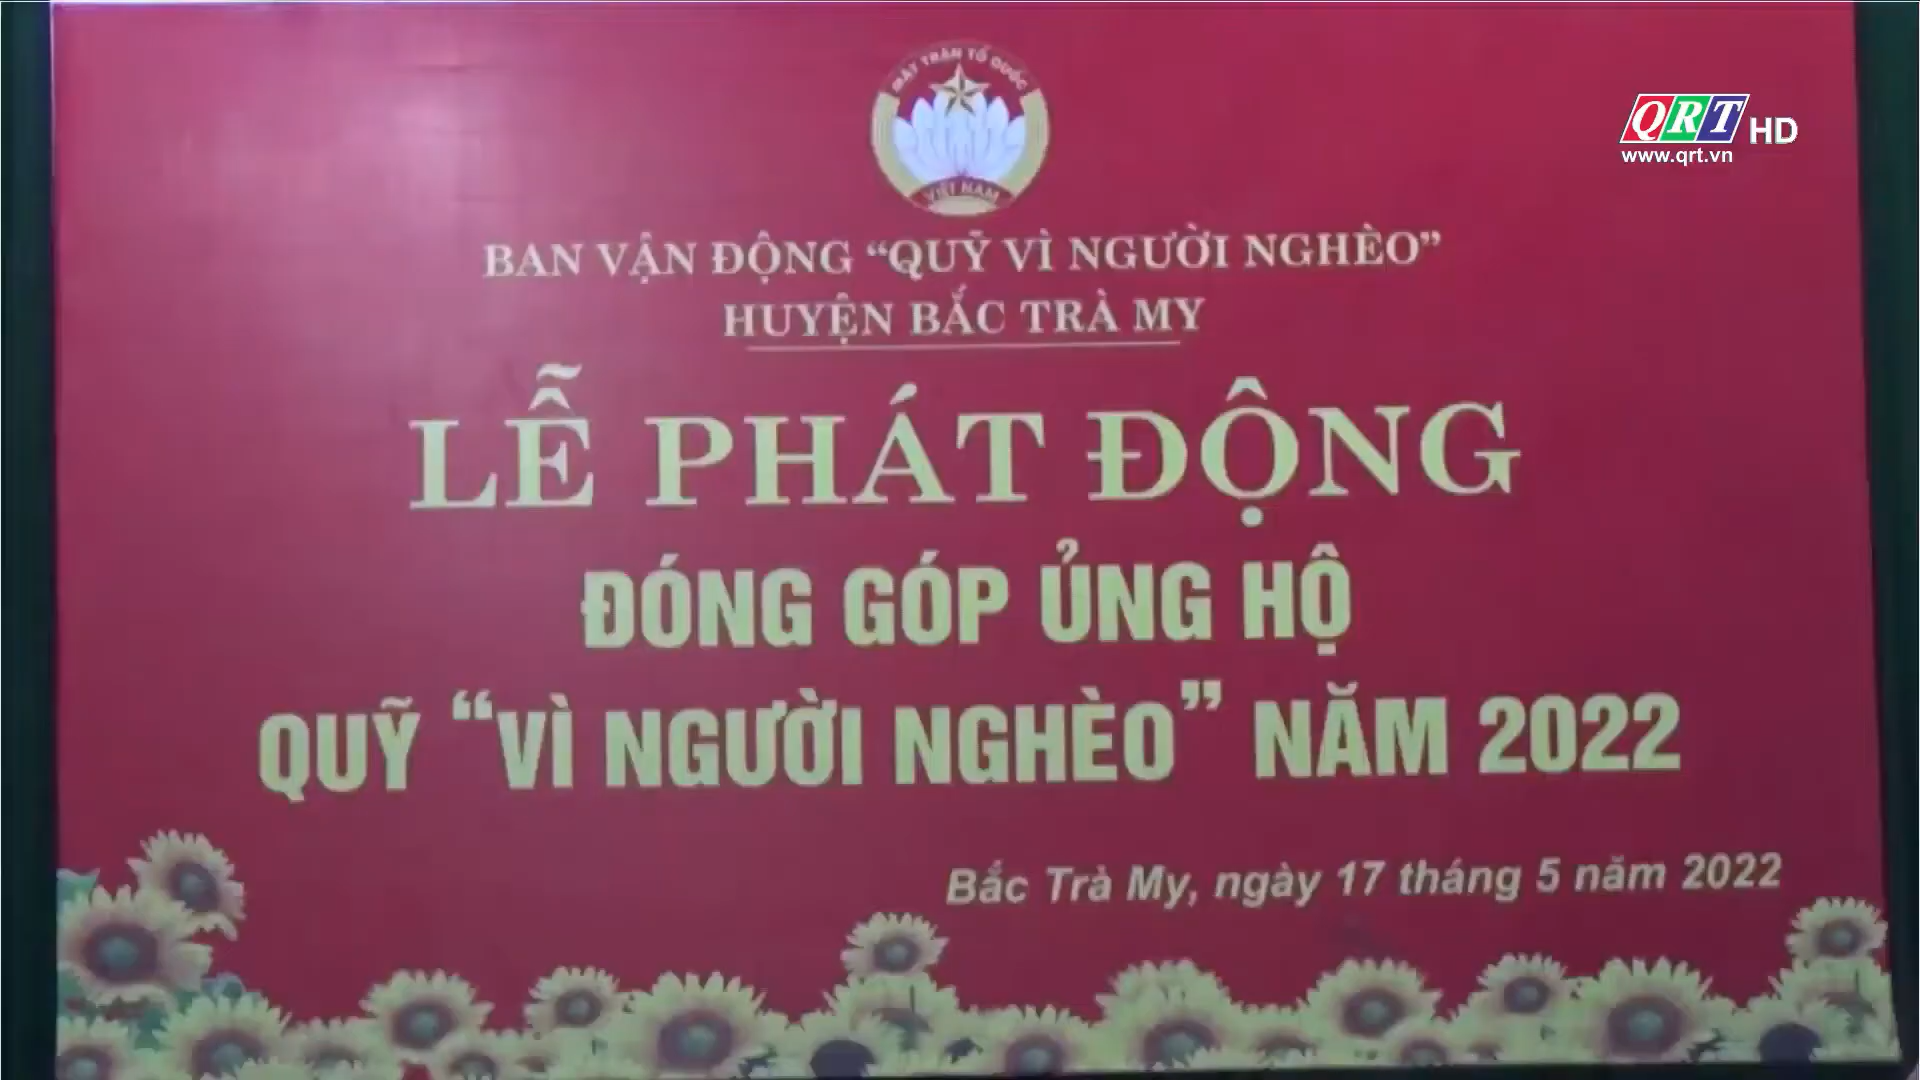 MẶT TRẬN TỔ QUỐC
VIỆT NAM
QRT HD
www.qrt.vn
BAN VẬN ĐỘNG “QUỸ VÌ NGƯỜI NGHÈO”
HUYỆN BẮC TRÀ MY
LỄ PHÁT ĐỘNG
ĐÓNG GÓP ỦNG HỘ
QUỸ “VÌ NGƯỜI NGHÈO” NĂM 2022
Bắc Trà My, ngày 17 tháng 5 năm 2022